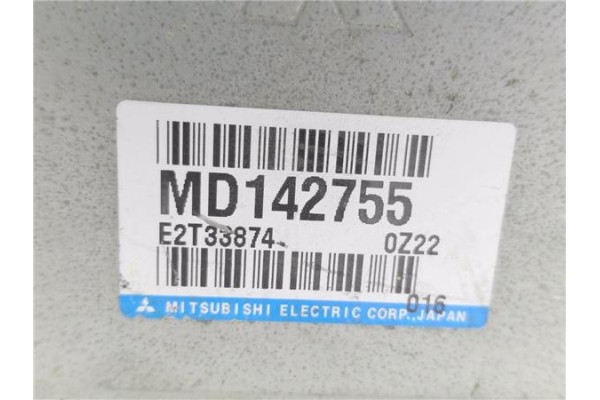 MD142755
E2T33874 0Z22
016
MITSUBISHI ELECTRIC CORP.,JAPAN